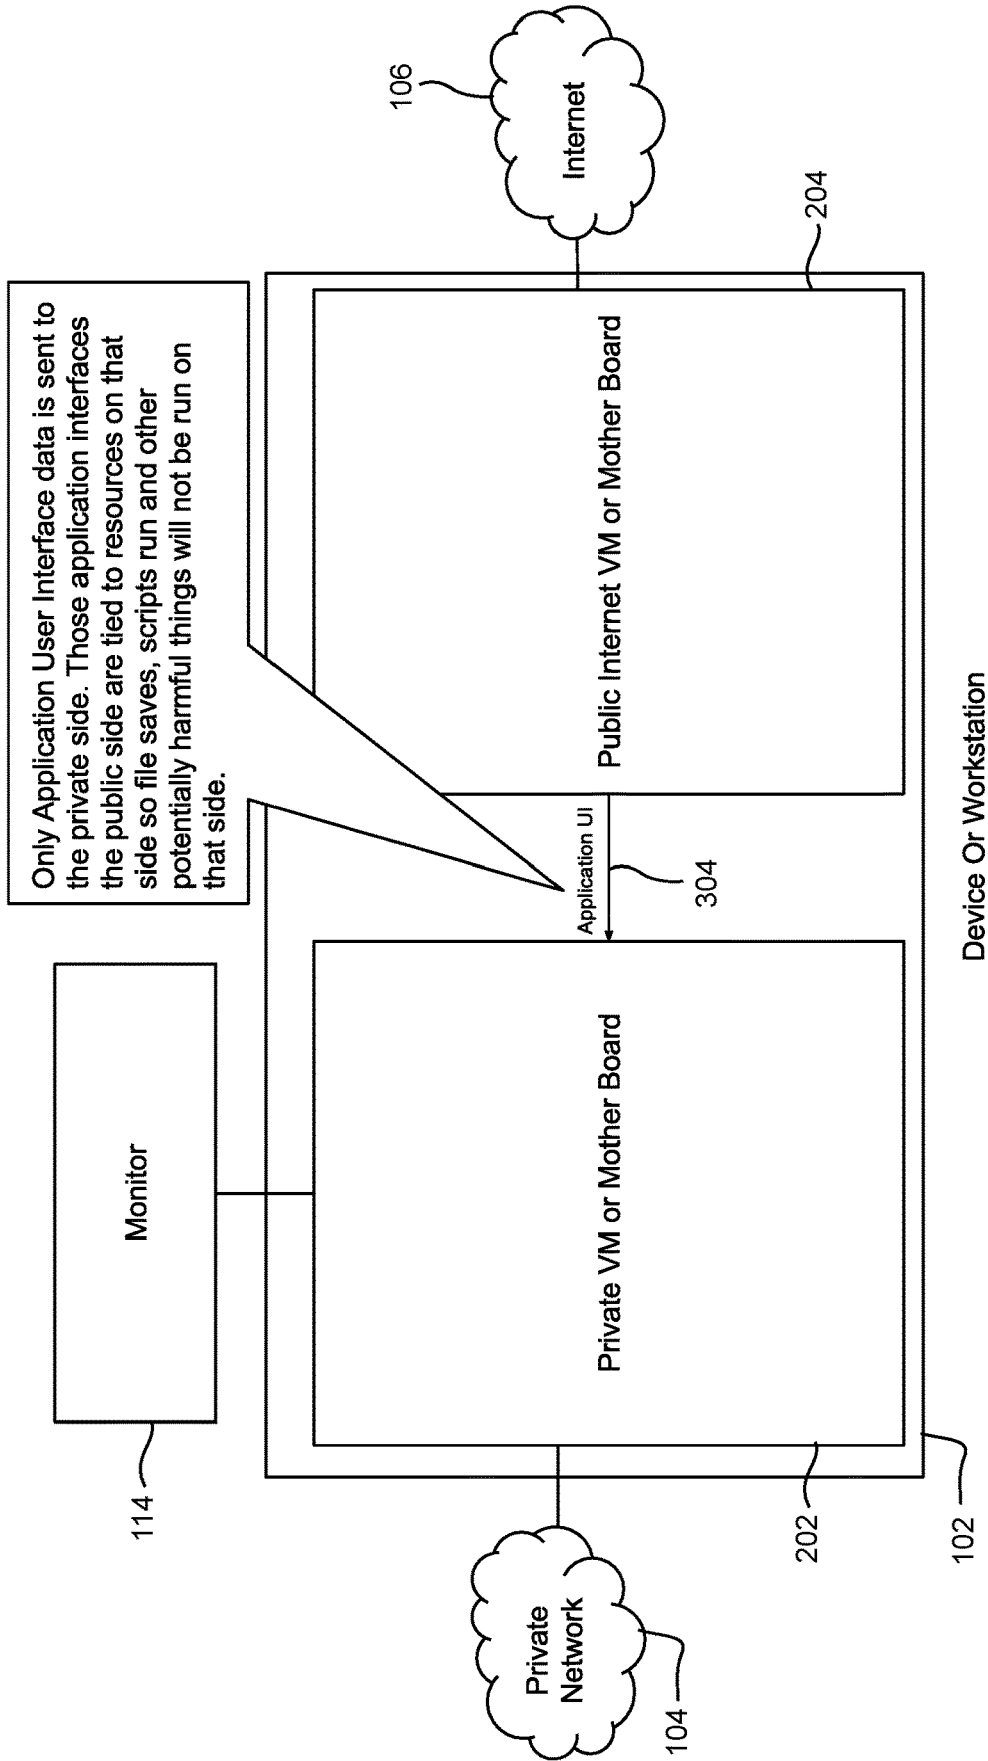 Only Application User Interface data is sent to
the private side. Those application interfaces
the public side are tied to resources on that
side so file saves, scripts run and other
potentially harmful things will not be run on
that side.
114
Monitor
106
Internet
Private
Network
104
Private VM or Mother Board
202
Application UI
304
Public Internet VM or Mother Board
204
102
Device Or Workstation